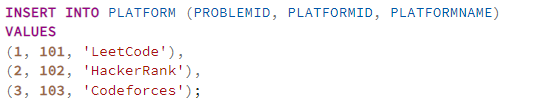 INSERT INTO PLATFORM (PROBLEMID, PLATFORMID, PLATFORMNAME)
VALUES
(1, 101, 'LeetCode'),
(2, 102, 'HackerRank'),
(3, 103, 'Codeforces');